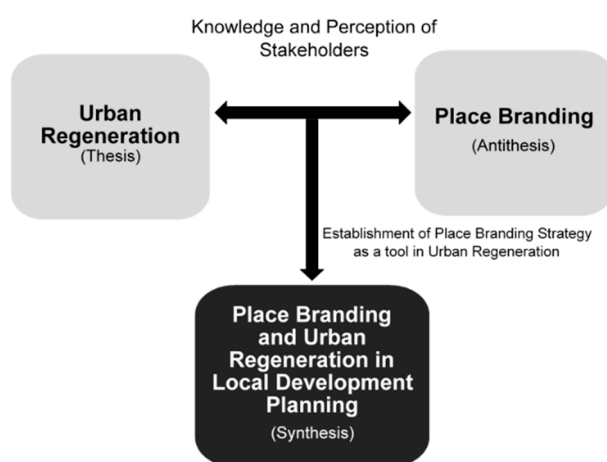 Knowledge and Perception of
Stakeholders
Urban
Regeneration
(Thesis)
Place Branding
(Antithesis)
Establishment of Place Branding Strategy
as a tool in Urban Regeneration
Place Branding
and Urban
Regeneration in
Local Development
Planning
(Synthesis)